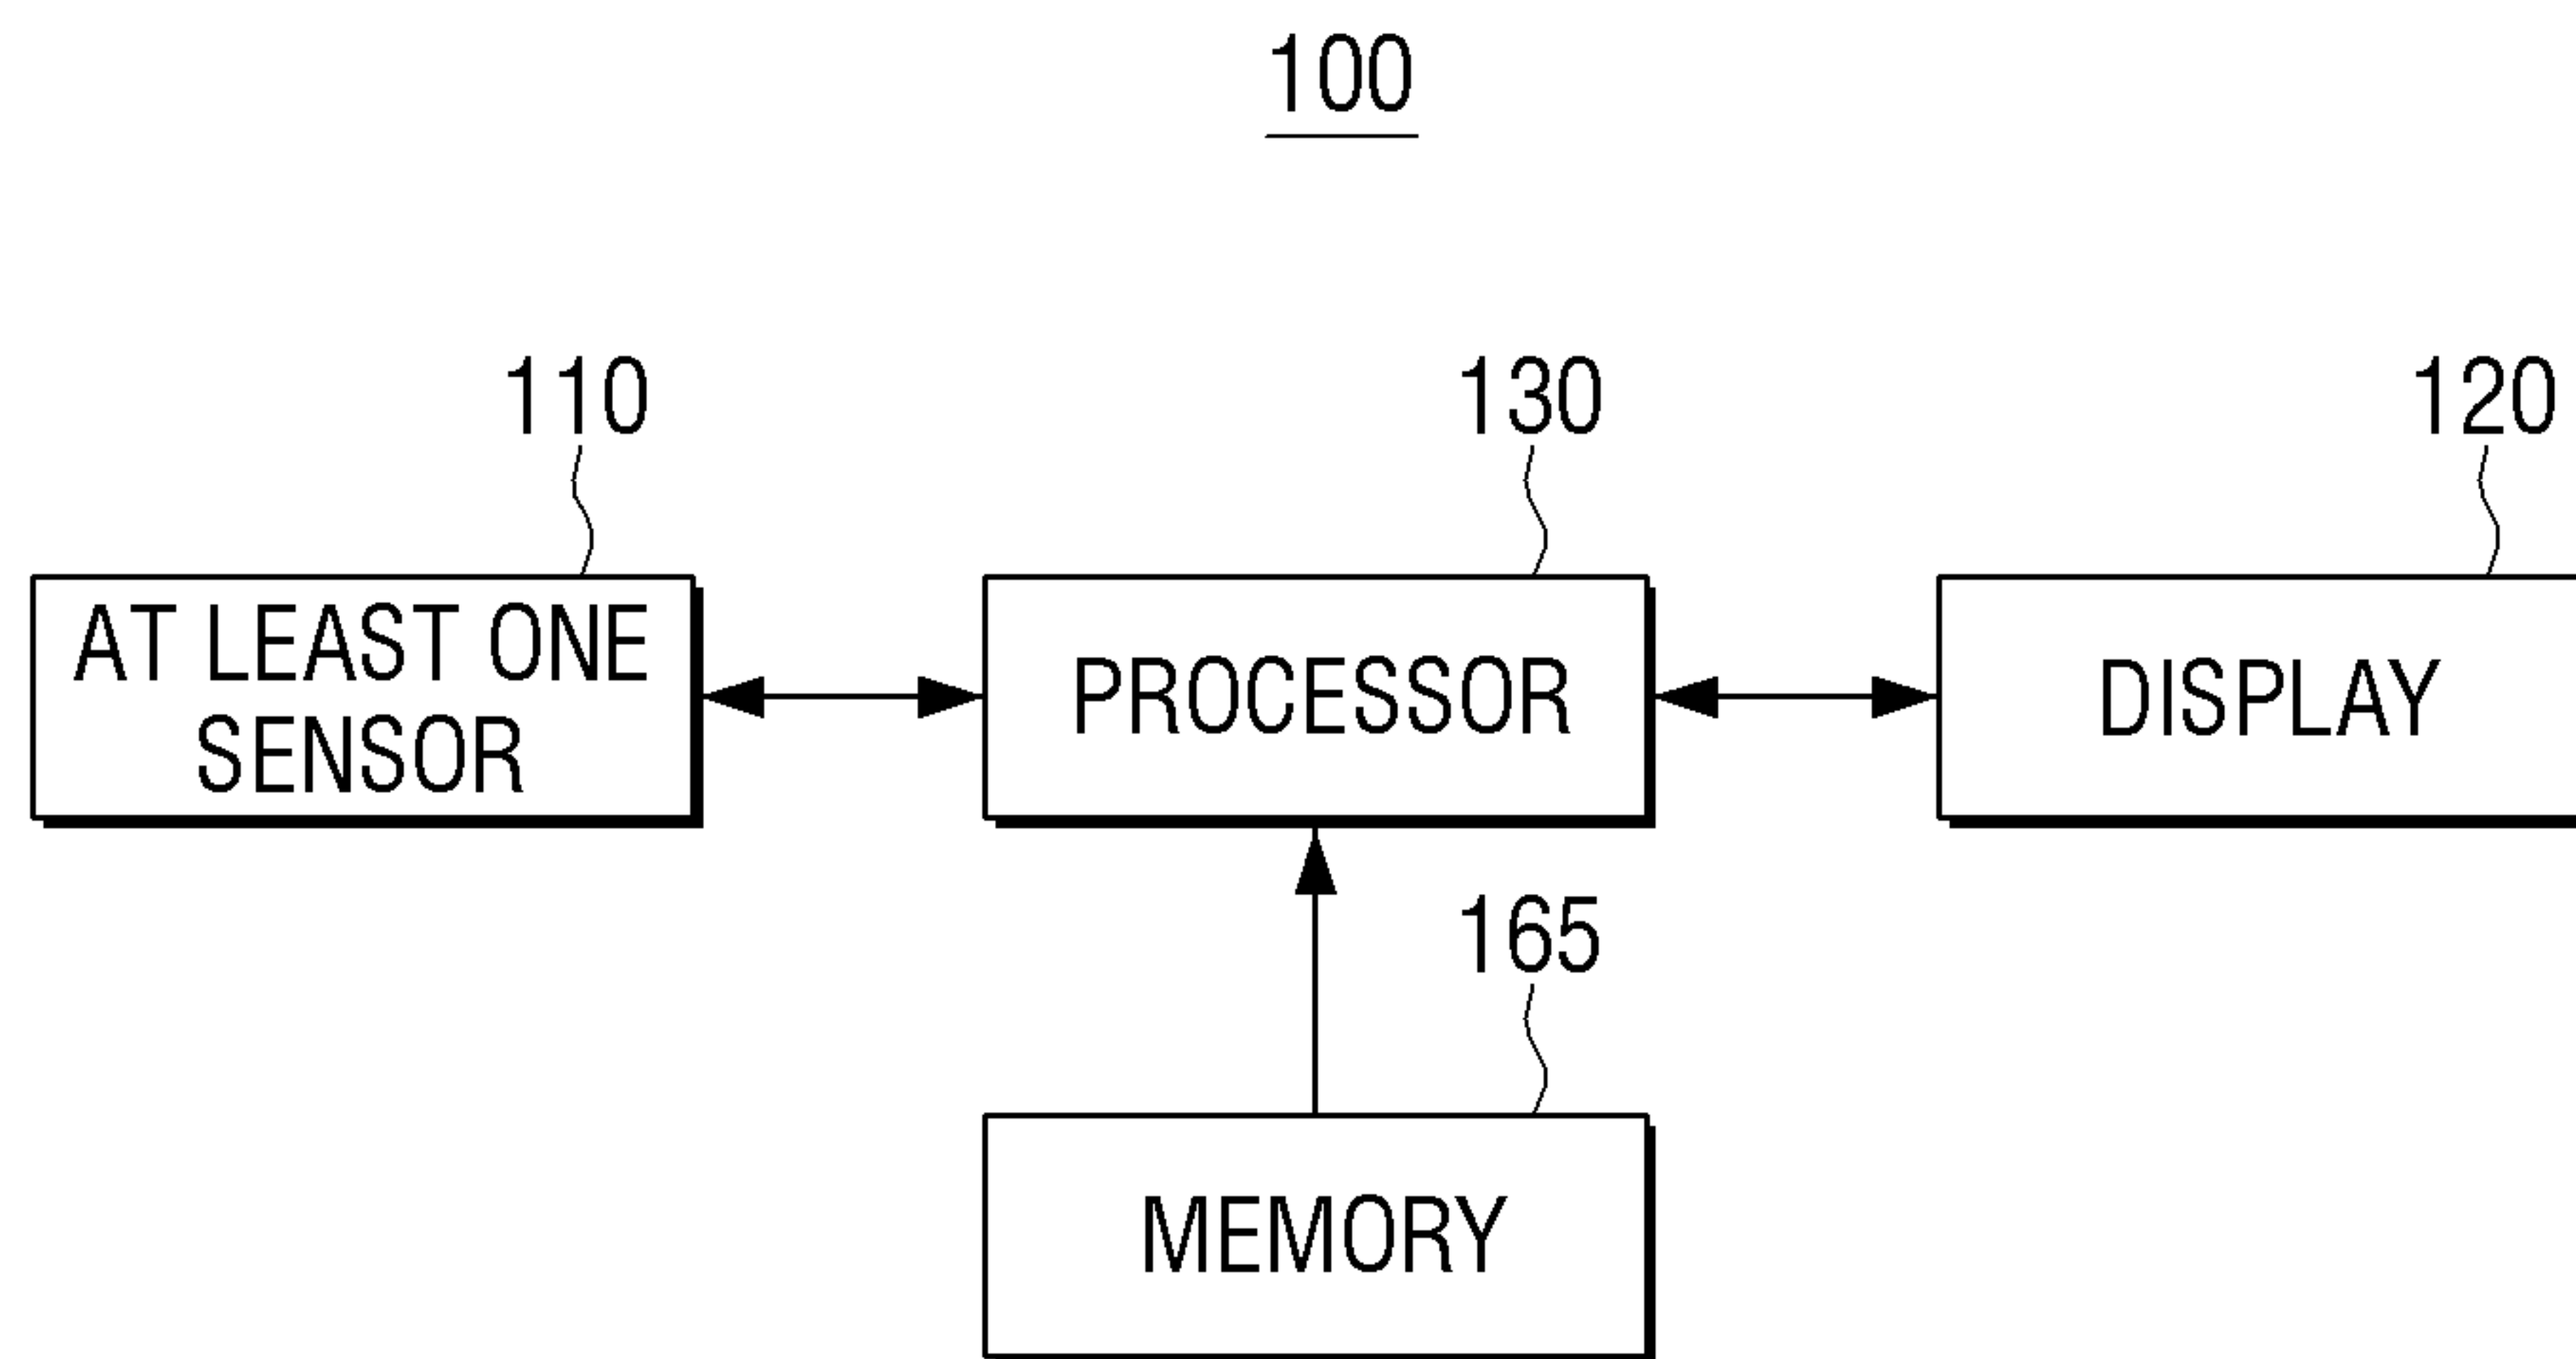 100
110
130
120
AT LEAST ONE
SENSOR
PROCESSOR
DISPLAY
165
MEMORY